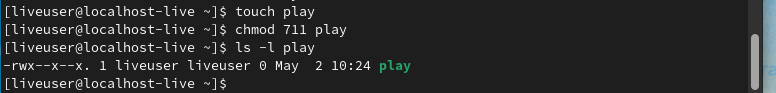 [liveuser@localhost-live ~]$ touch play
[liveuser@localhost-live ~]$ chmod 711 play
[liveuser@localhost-live ~]$ ls -l play
-rwx--x--x. 1 liveuser liveuser 0 May  2 10:24 play
[liveuser@localhost-live ~]$